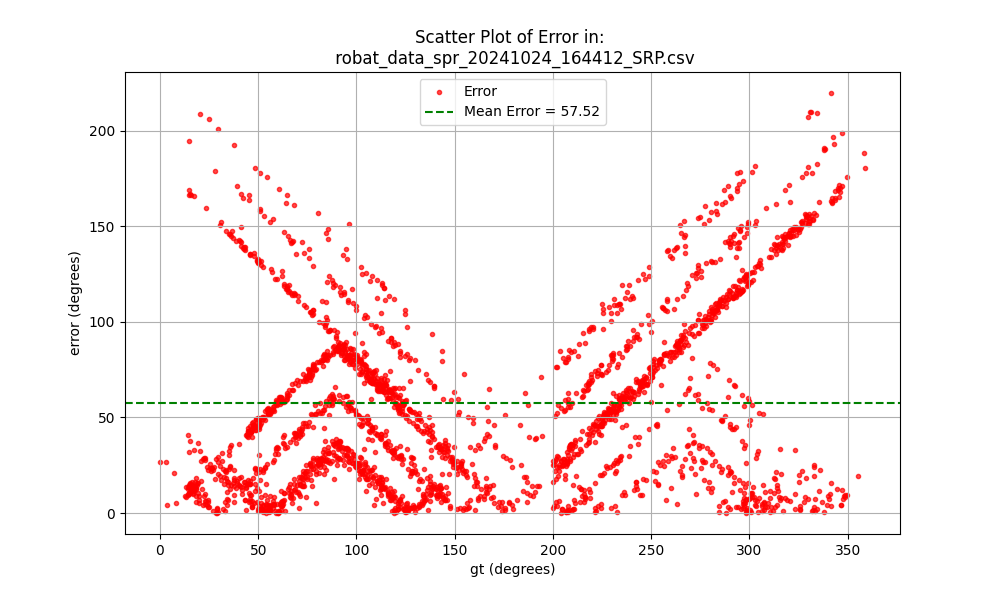 Scatter Plot of Error in:
robat_data_spr_20241024_164412_SRP.csv
Error
Mean Error = 57.52
error (degrees)
200
150
100
50
0
0 50 100 150 200 250 300 350
gt (degrees)